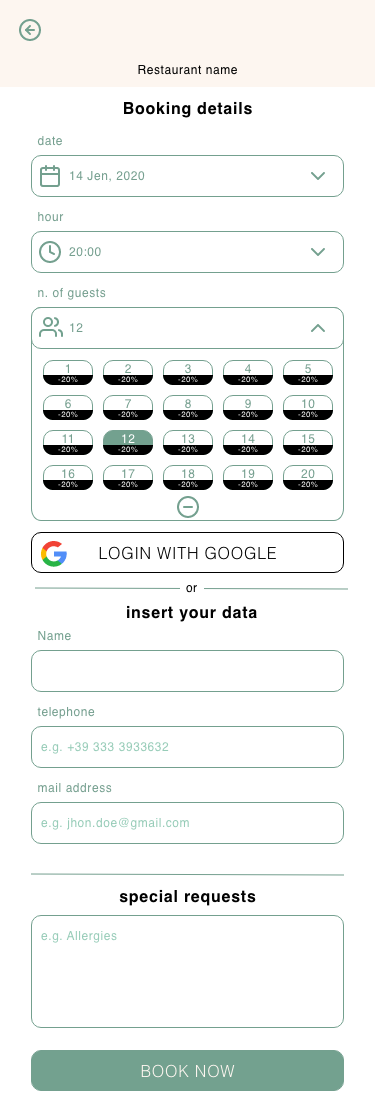 Restaurant name
Booking details
date
14 Jen, 2020
hour
20:00
n. of guests
12
1 2 3 4 5
-20% -20% -20% -20% -20%
6 7 8 9 10
-20% -20% -20% -20% -20%
11 12 13 14 15
-20% -20% -20% -20% -20%
16 17 18 19 20
-20% -20% -20% -20% -20%
LOGIN WITH GOOGLE
or
insert your data
Name
telephone
e.g. +39 333 3933632
mail address
e.g. jhon.doe@gmail.com
special requests
e.g. Allergies
BOOK NOW